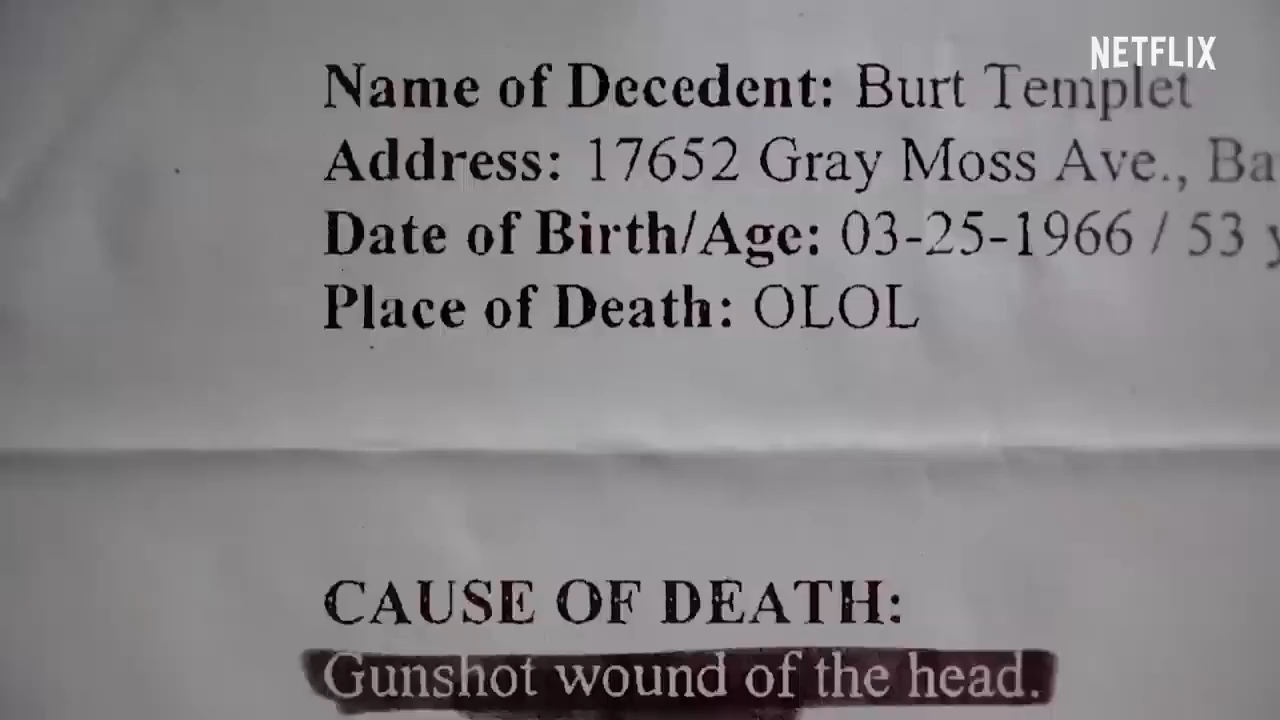 NETFLIX
Name of Decedent: Burt Templet
Address: 17652 Gray Moss Ave., Ba
Date of Birth/Age: 03-25-1966 / 53 y
Place of Death: OLOL
CAUSE OF DEATH:
Gunshot wound of the head.